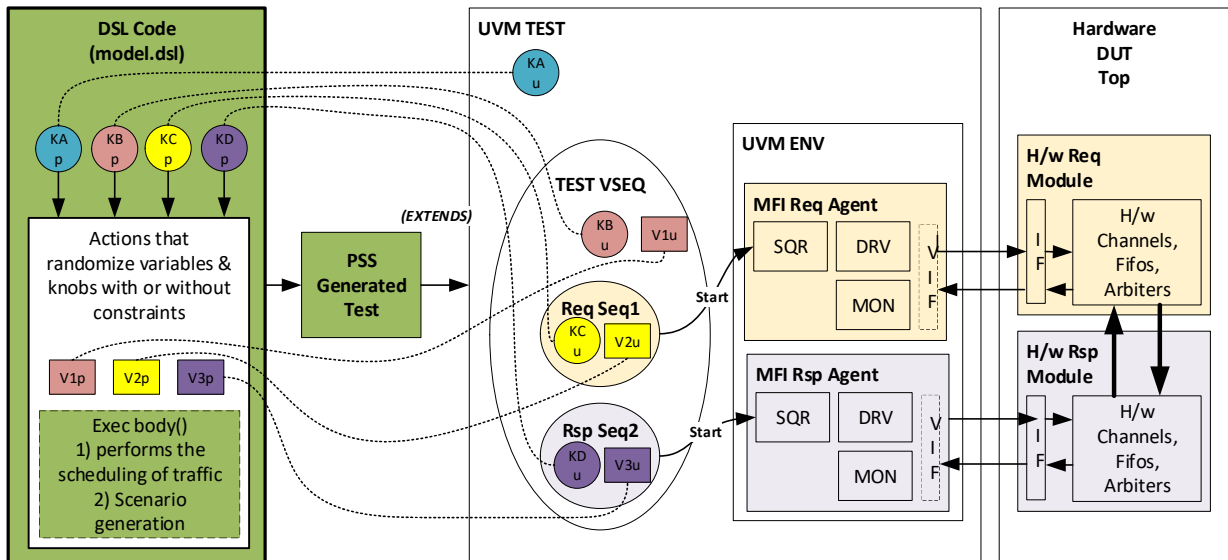 DSL Code
(model.dsl)
KA
p
KB
p
KC
p
KD
p
Actions that
randomize variables &
knobs with or without
constraints
V1p
V2p
V3p
Exec body()
1) performs the
scheduling of traffic
2) Scenario
generation
PSS
Generated
Test
(EXTENDS)
UVM TEST
KA
u
TEST VSEQ
KB
u
V1u
Req Seq1
KC
u
V2u
Rsp Seq2
KD
u
V3u
Start
Start
UVM ENV
MFI Req Agent
SQR
DRV
MON
V
I
F
MFI Rsp Agent
SQR
DRV
MON
V
I
F
Hardware
DUT
Top
H/w Req
Module
I
F
H/w
Channels,
Fifos,
Arbiters
H/w Rsp
Module
I
F
H/w
Channels,
Fifos,
Arbiters